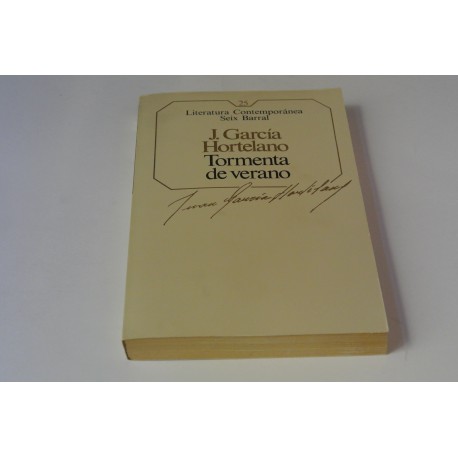 25
Literatura Contemporánea
Seix Barral
J. García
Hortelano
Tormenta
de verano
Juan García Hortelano